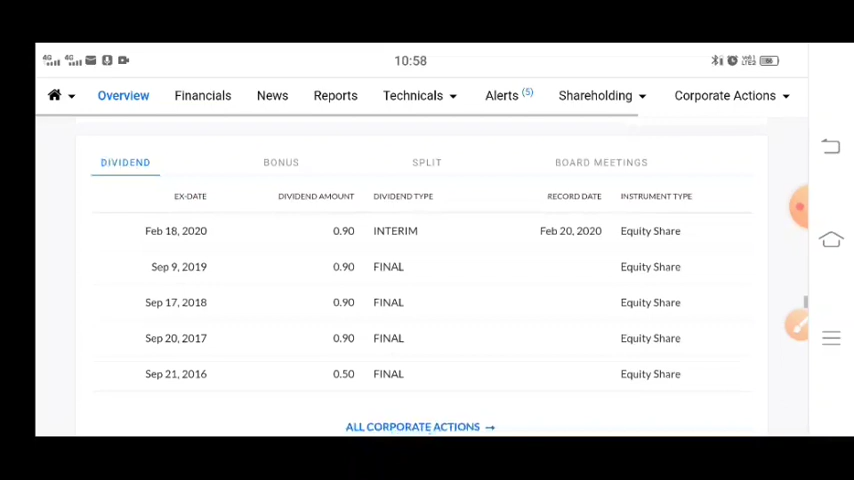 10:58
Overview Financials News Reports Technicals Alerts (5) Shareholding Corporate Actions
DIVIDEND BONUS SPLIT BOARD MEETINGS
EX-DATE DIVIDEND AMOUNT DIVIDEND TYPE RECORD DATE INSTRUMENT TYPE
Feb 18, 2020 0.90 INTERIM Feb 20, 2020 Equity Share
Sep 9, 2019 0.90 FINAL Equity Share
Sep 17, 2018 0.90 FINAL Equity Share
Sep 20, 2017 0.90 FINAL Equity Share
Sep 21, 2016 0.50 FINAL Equity Share
ALL CORPORATE ACTIONS →